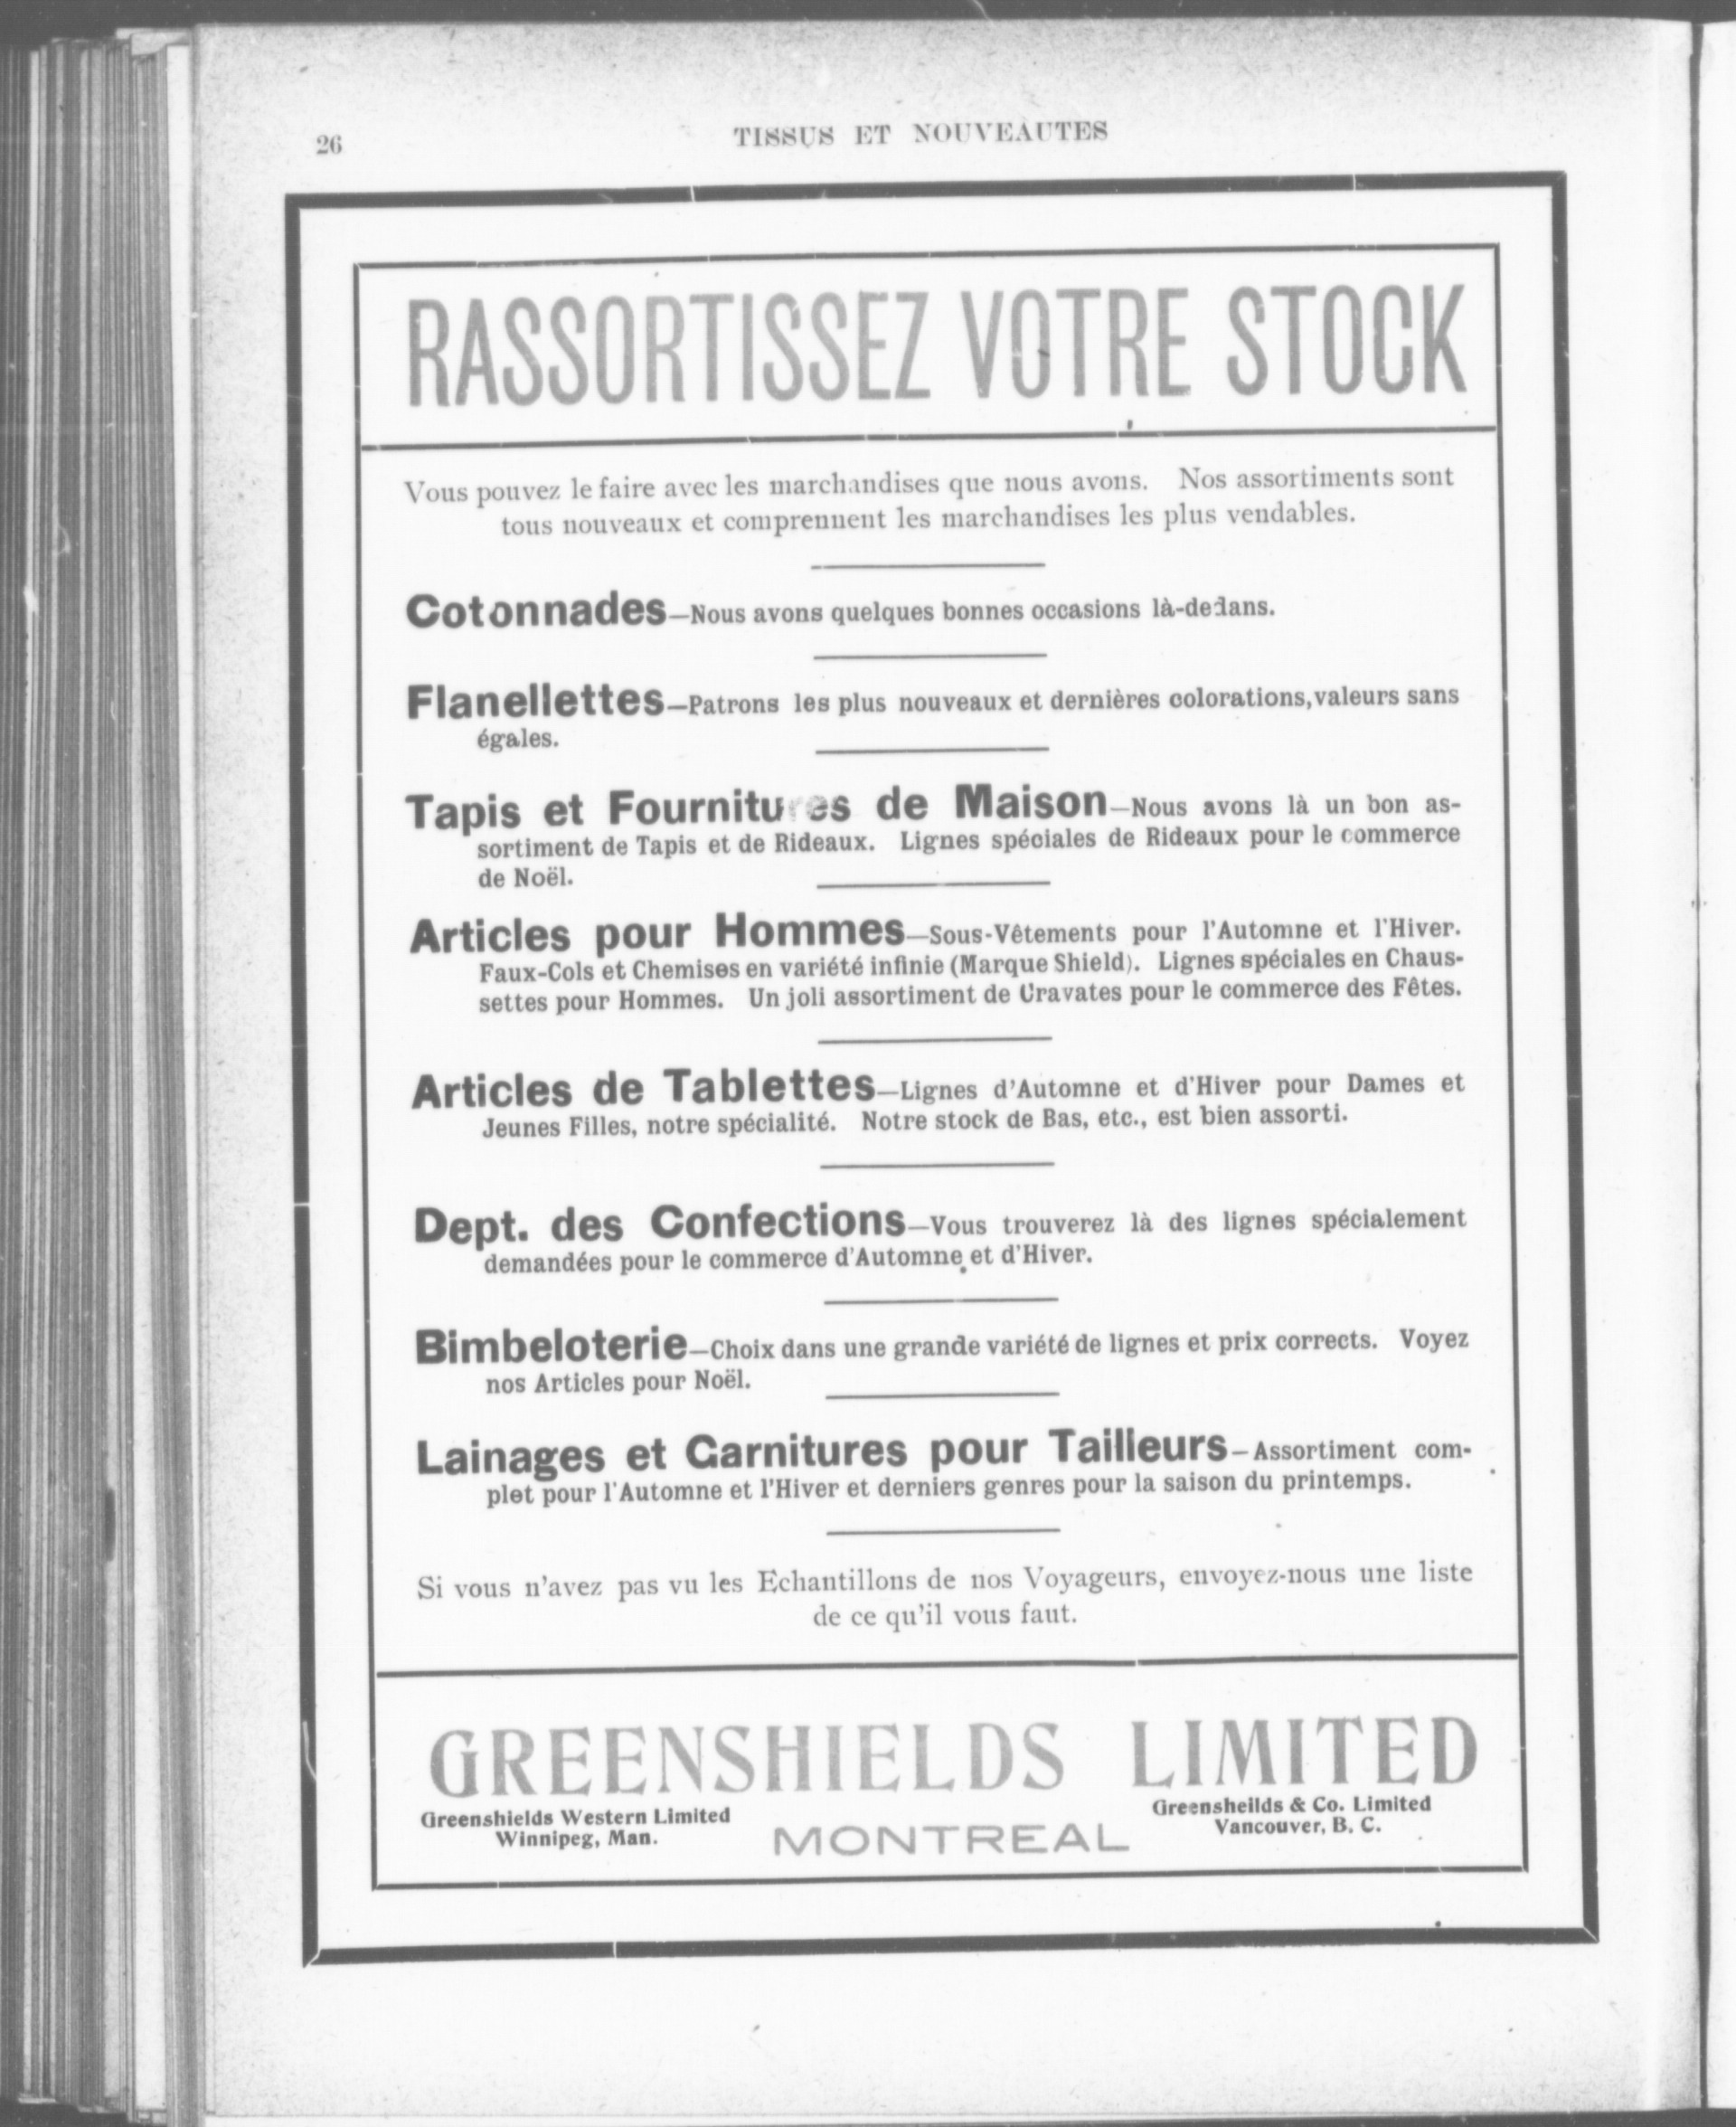 26
TISSUS ET NOUVEAUTES
RASSORTISSEZ VOTRE STOCK
Vous pouvez le faire avec les marchandises que nous avons. Nos assortiments sont
tous nouveaux et comprennent les marchandises les plus vendables.
Cotonnades—Nous avons quelques bonnes occasions là-dedans.
Flanellettes—Patrons les plus nouveaux et dernières colorations, valeurs sans
égales.
Tapis et Fournitures de Maison—Nous avons là un bon as-
sortiment de Tapis et de Rideaux. Lignes spéciales de Rideaux pour le commerce
de Noël.
Articles pour Hommes—Sous-Vêtements pour l'Automne et l'Hiver.
Faux-Cols et Chemises en variété infinie (Marque Shield). Lignes spéciales en Chaus-
settes pour Hommes. Un joli assortiment de Cravates pour le commerce des Fêtes.
Articles de Tablettes—Lignes d'Automne et d'Hiver pour Dames et
Jeunes Filles, notre spécialité. Notre stock de Bas, etc., est bien assorti.
Dept. des Confections—Vous trouverez là des lignes spécialement
demandées pour le commerce d'Automne et d'Hiver.
Bimbeloterie—Choix dans une grande variété de lignes et prix corrects. Voyez
nos Articles pour Noël.
Lainages et Garnitures pour Tailleurs—Assortiment com-
plet pour l'Automne et l'Hiver et derniers genres pour la saison du printemps.
Si vous n'avez pas vu les Echantillons de nos Voyageurs, envoyez-nous une liste
de ce qu'il vous faut.
GREENSHIELDS LIMITED
Greenshields Western Limited
Winnipeg, Man.
MONTREAL
Greensheilds & Co. Limited
Vancouver, B. C.